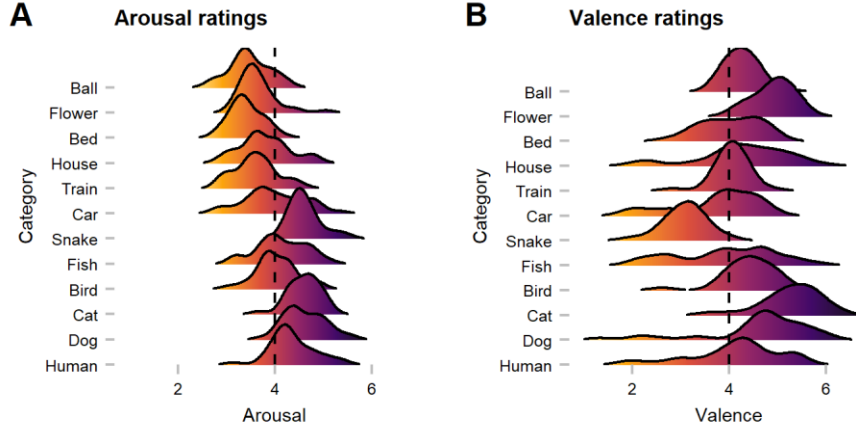 A Arousal ratings
Category
Ball
Flower
Bed
House
Train
Car
Snake
Fish
Bird
Cat
Dog
Human
2 4 6
Arousal
B Valence ratings
Category
Ball
Flower
Bed
House
Train
Car
Snake
Fish
Bird
Cat
Dog
Human
2 4 6
Valence